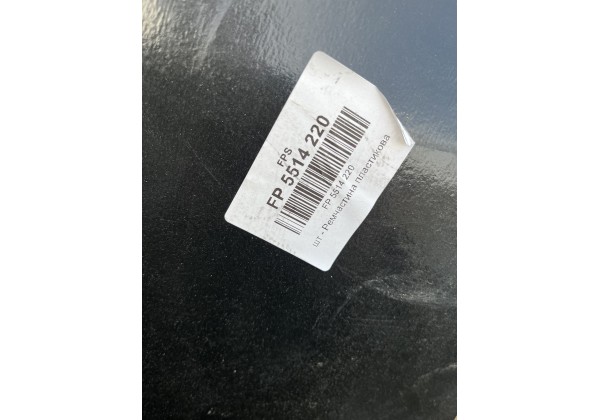 FPS
FP 5514 220
FP 5514 220
шт - Ремчастина пластикова